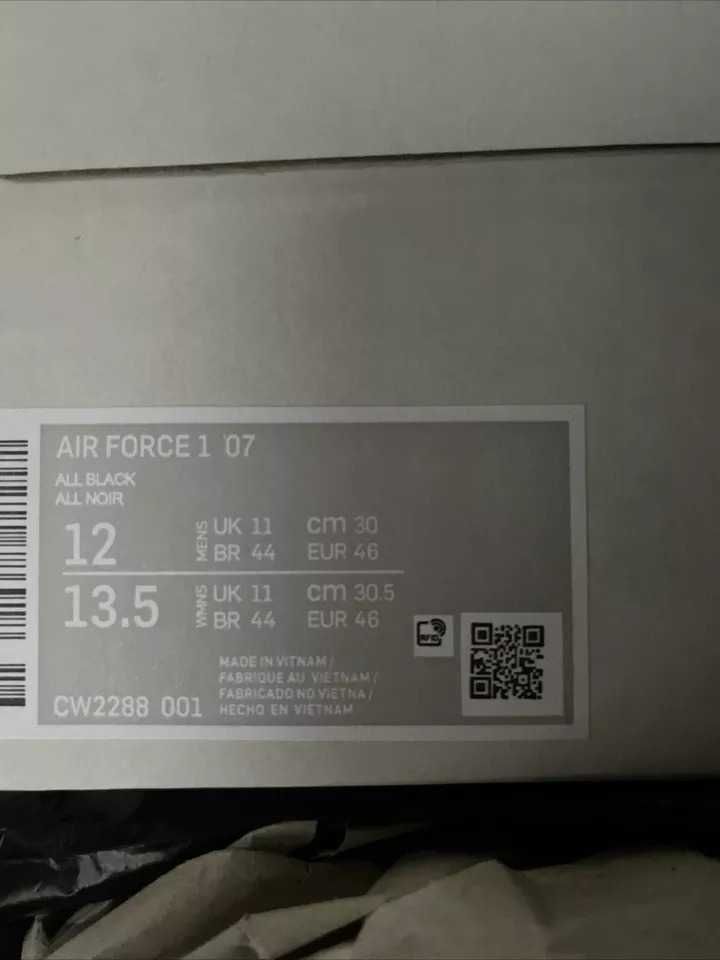 AIR FORCE 1 '07
ALL BLACK
ALL NOIR
12 MENS UK 11 cm 30
BR 44 EUR 46
13.5 WMNS UK 11 cm 30.5
BR 44 EUR 46
RFID
MADE IN VITNAM /
FABRIQUE AU VIETNAM /
FABRICADO NO VIETNA /
HECHO EN VIETNAM
CW2288 001